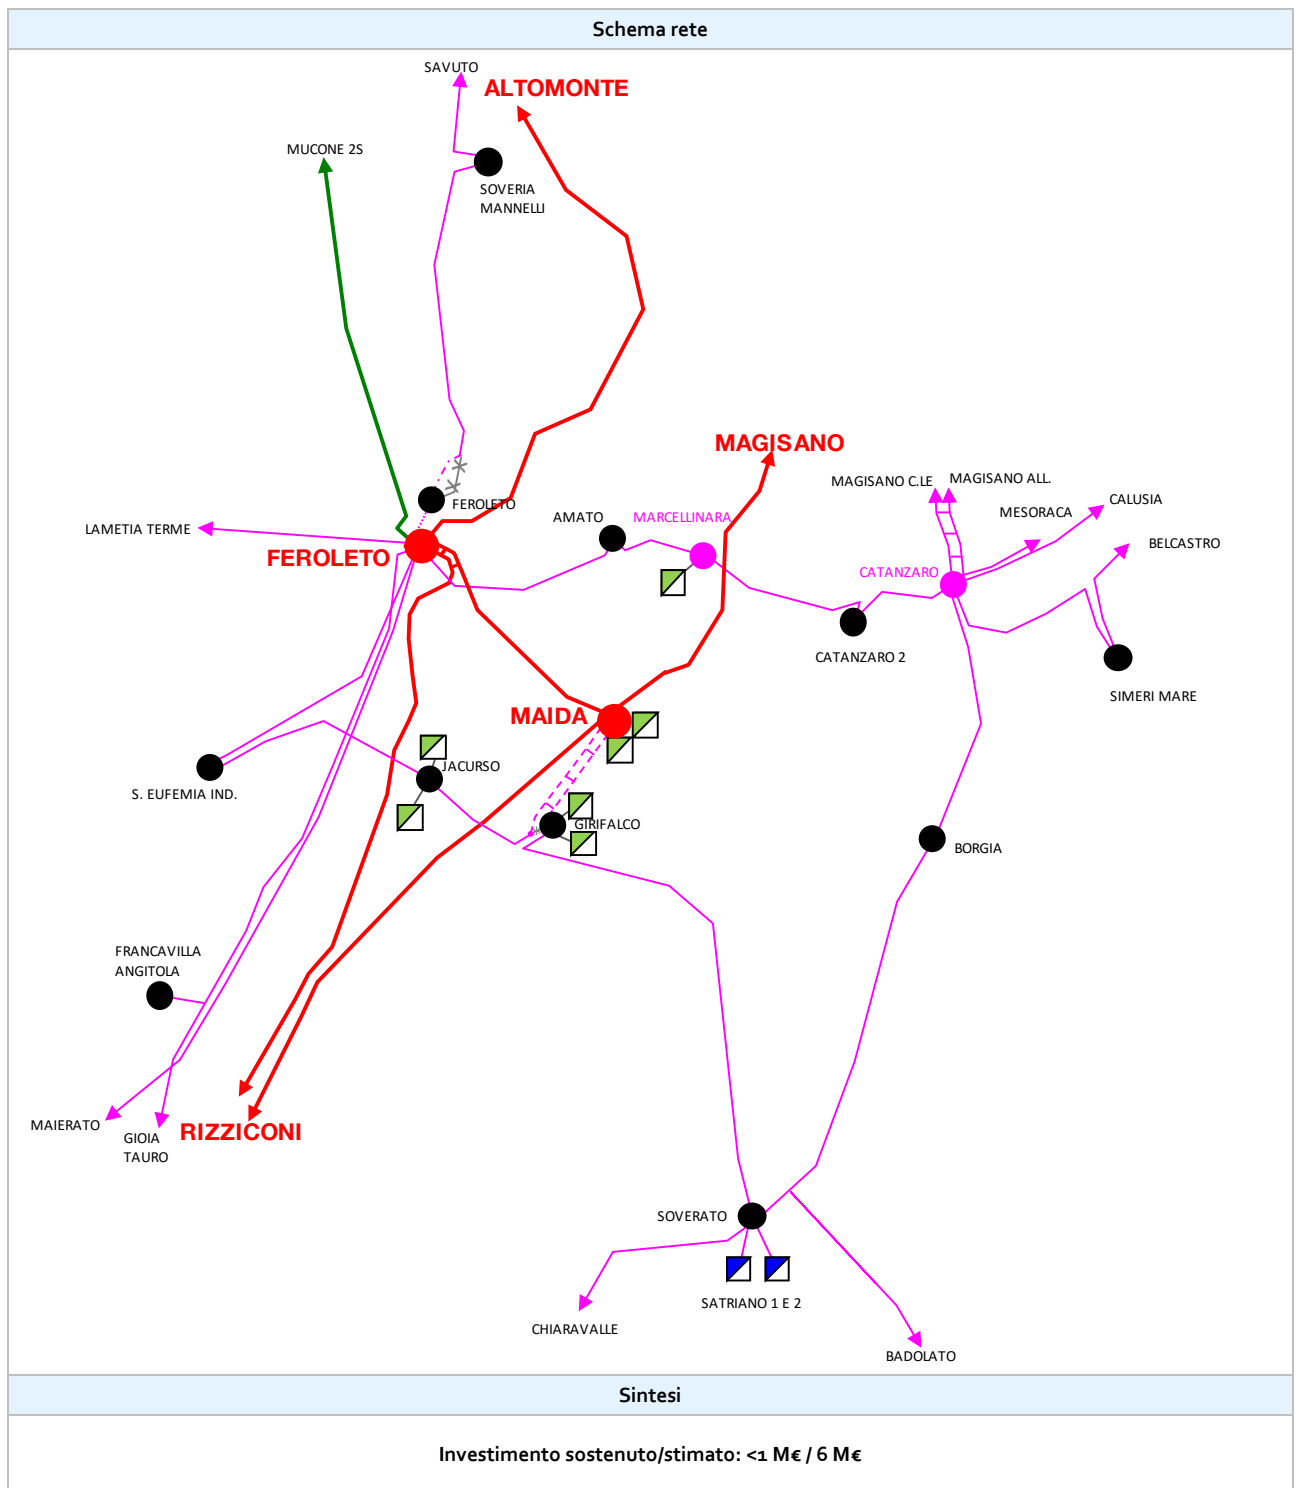 Schema rete
SAVUTO
ALTOMONTE
MUCONE 2S
SOVERIA
MANNELLI
MAGISANO
MAGISANO C.LE
MAGISANO ALL.
CALUSIA
MESORACA
FEROLETO
AMATO
MARCELLINARA
LAMETIA TERME
BELCASTRO
FEROLETO
CATANZARO
CATANZARO 2
SIMERI MARE
MAIDA
JACURSO
S. EUFEMIA IND.
GIRIFALCO
BORGIA
FRANCAVILLA
ANGITOLA
MAIERATO
GIOIA
TAURO
RIZZICONI
SOVERATO
SATRIANO 1 E 2
CHIARAVALLE
BADOLATO
Sintesi
Investimento sostenuto/stimato: <1 M€ / 6 M€